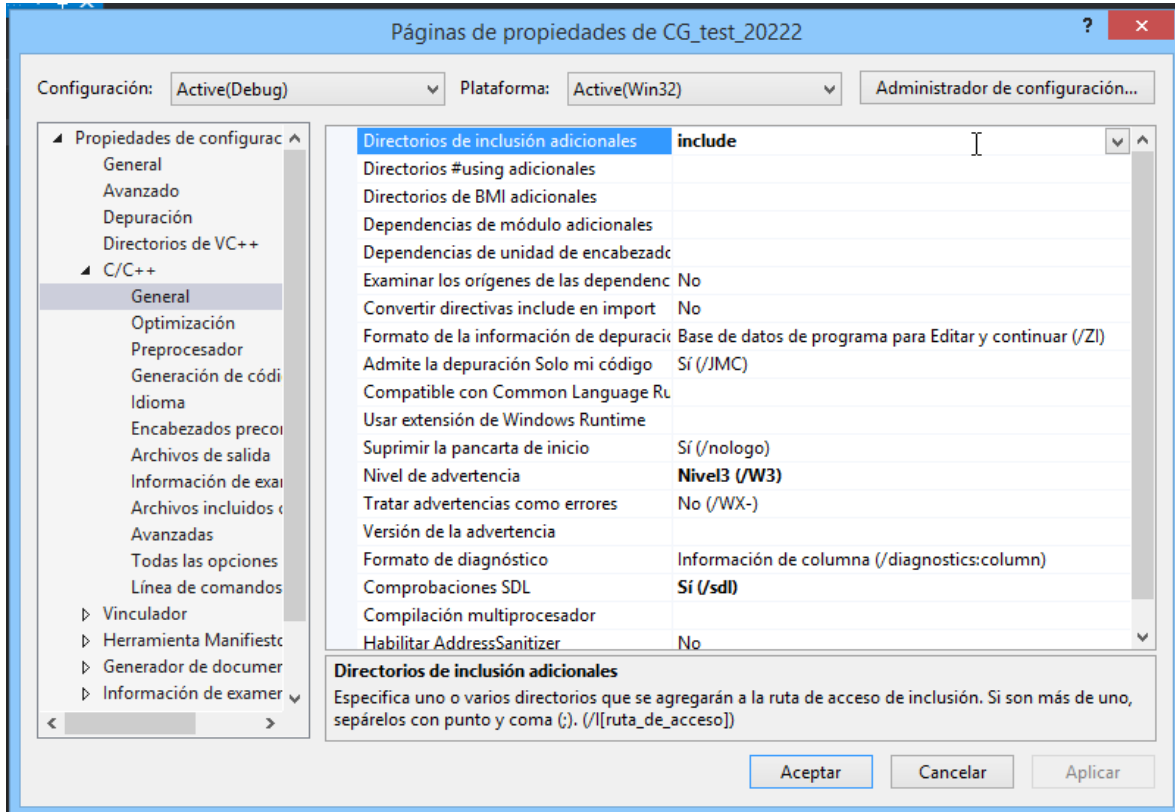 Páginas de propiedades de CG_test_20222
?
Configuración:
Active(Debug)
Plataforma:
Active(Win32)
Administrador de configuración...
Propiedades de configurac
General
Avanzado
Depuración
Directorios de VC++
C/C++
General
Optimización
Preprocesador
Generación de códi
Idioma
Encabezados precor
Archivos de salida
Información de exar
Archivos incluidos
Avanzadas
Todas las opciones
Línea de comandos
Vinculador
Herramienta Manifiesto
Generador de documer
Información de examer
Directorios de inclusión adicionales include
Directorios #using adicionales
Directorios de BMI adicionales
Dependencias de módulo adicionales
Dependencias de unidad de encabezado
Examinar los orígenes de las dependenc No
Convertir directivas include en import No
Formato de la información de depuració Base de datos de programa para Editar y continuar (/ZI)
Admite la depuración Solo mi código Sí (/JMC)
Compatible con Common Language Ru
Usar extensión de Windows Runtime
Suprimir la pancarta de inicio Sí (/nologo)
Nivel de advertencia Nivel3 (/W3)
Tratar advertencias como errores No (/WX-)
Versión de la advertencia
Formato de diagnóstico Información de columna (/diagnostics:column)
Comprobaciones SDL Sí (/sdl)
Compilación multiprocesador
Habilitar AddressSanitizer No
Directorios de inclusión adicionales
Especifica uno o varios directorios que se agregarán a la ruta de acceso de inclusión. Si son más de uno,
sepárelos con punto y coma (;). (/I[ruta_de_acceso])
Aceptar
Cancelar
Aplicar